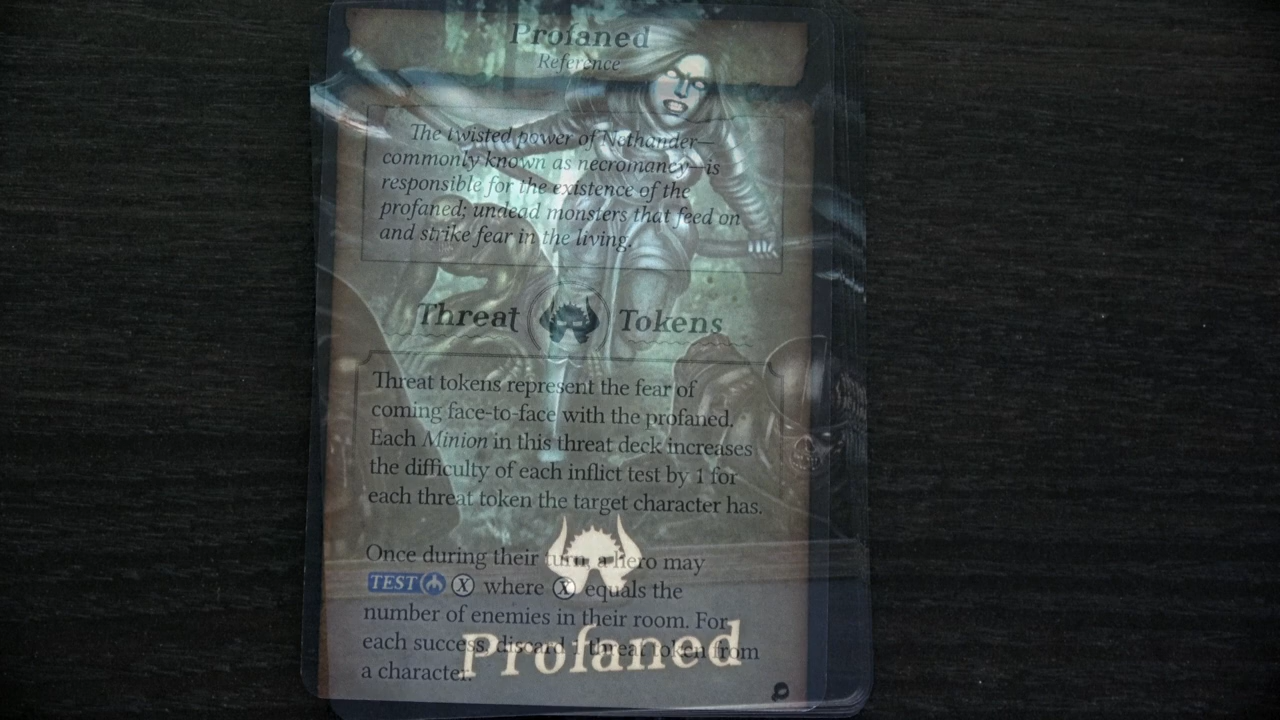 Profaned
Reference
The twisted power of Nethander—
commonly known as necromancy—is
responsible for the existence of the
profaned; undead monsters that feed on
and strike fear in the living.
Threat Tokens
Threat tokens represent the fear of
coming face-to-face with the profaned.
Each Minion in this threat deck increases
the difficulty of each inflict test by 1 for
each threat token the target character has.
Once during their turn, a hero may
TEST X where X equals the
number of enemies in their room. For
each success, discard 1 threat token from
a character.
Profaned